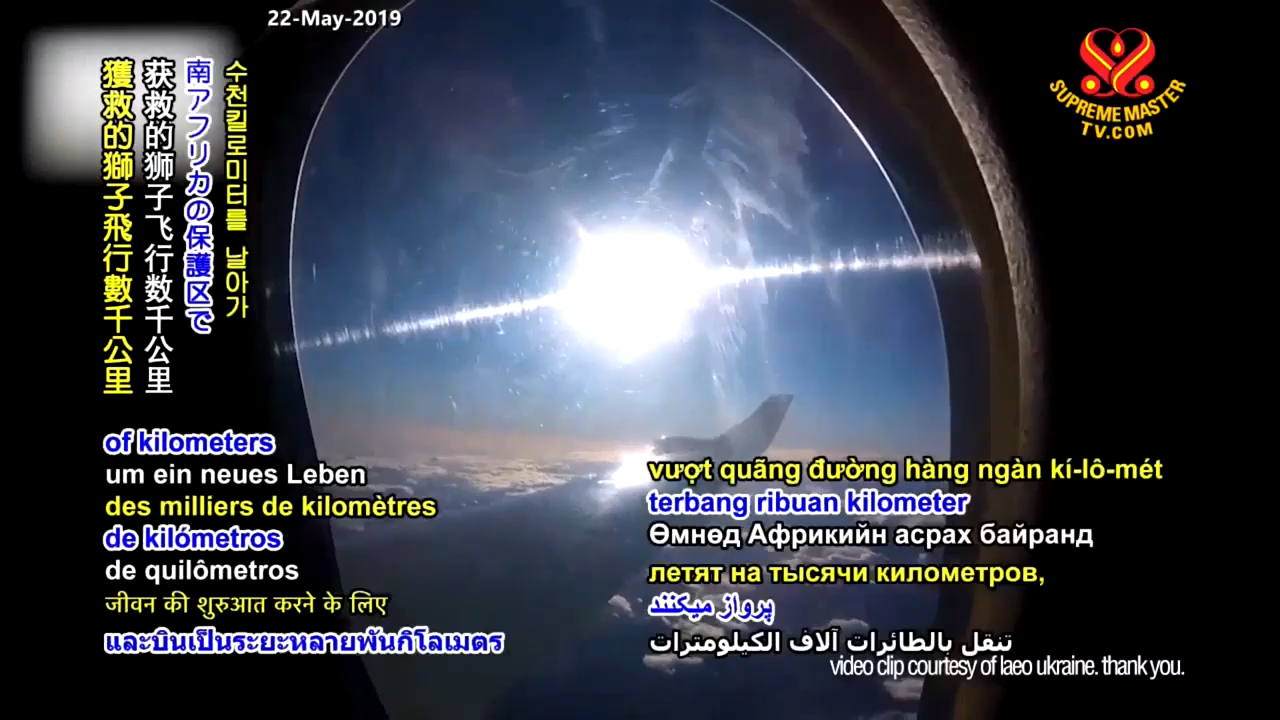 22-May-2019
SUPREME MASTER
TV.COM
수천킬로미터를 날아가
南アフリカの保護区で
获救的狮子飞行数千公里
獲救的獅子飛行數千公里
of kilometers
um ein neues Leben
des milliers de kilomètres
de kilómetros
de quilômetros
जीवन की शुरुआत करने के लिए
และบินเป็นระยะหลายพันกิโลเมตร
vượt quãng đường hàng ngàn kí-lô-mét
terbang ribuan kilometer
Өмнөд Африкийн асрах байранд
летят на тысячи километров,
پرواز میکنند
تنقل بالطائرات آلاف الكيلومترات
video clip courtesy of laeo ukraine. thank you.